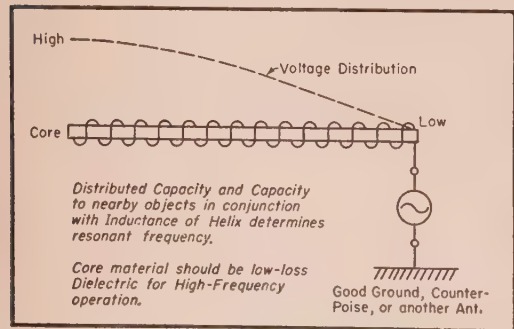 High
Voltage Distribution
Low
Core
Distributed Capacity and Capacity
to nearby objects in conjunction
with Inductance of Helix determines
resonant frequency.
Core material should be low-loss
Dielectric for High-Frequency
operation.
Good Ground, Counter-
Poise, or another Ant.